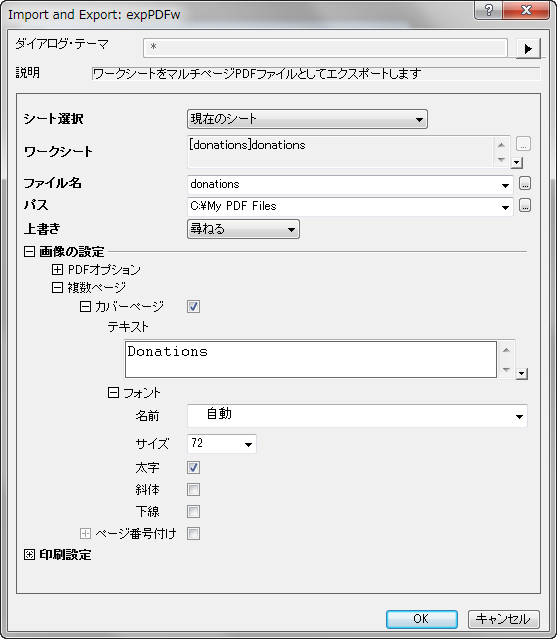 Import and Export: expPDFw
ダイアログ・テーマ *
説明 ワークシートをマルチページPDFファイルとしてエクスポートします
シート選択 現在のシート
ワークシート [donations]donations
ファイル名 donations
パス C:¥My PDF Files
上書き 尋ねる
画像の設定
PDFオプション
複数ページ
カバーページ
テキスト
Donations
フォント
名前 自動
サイズ 72
太字
斜体
下線
ページ番号付け
印刷設定
OK キャンセル